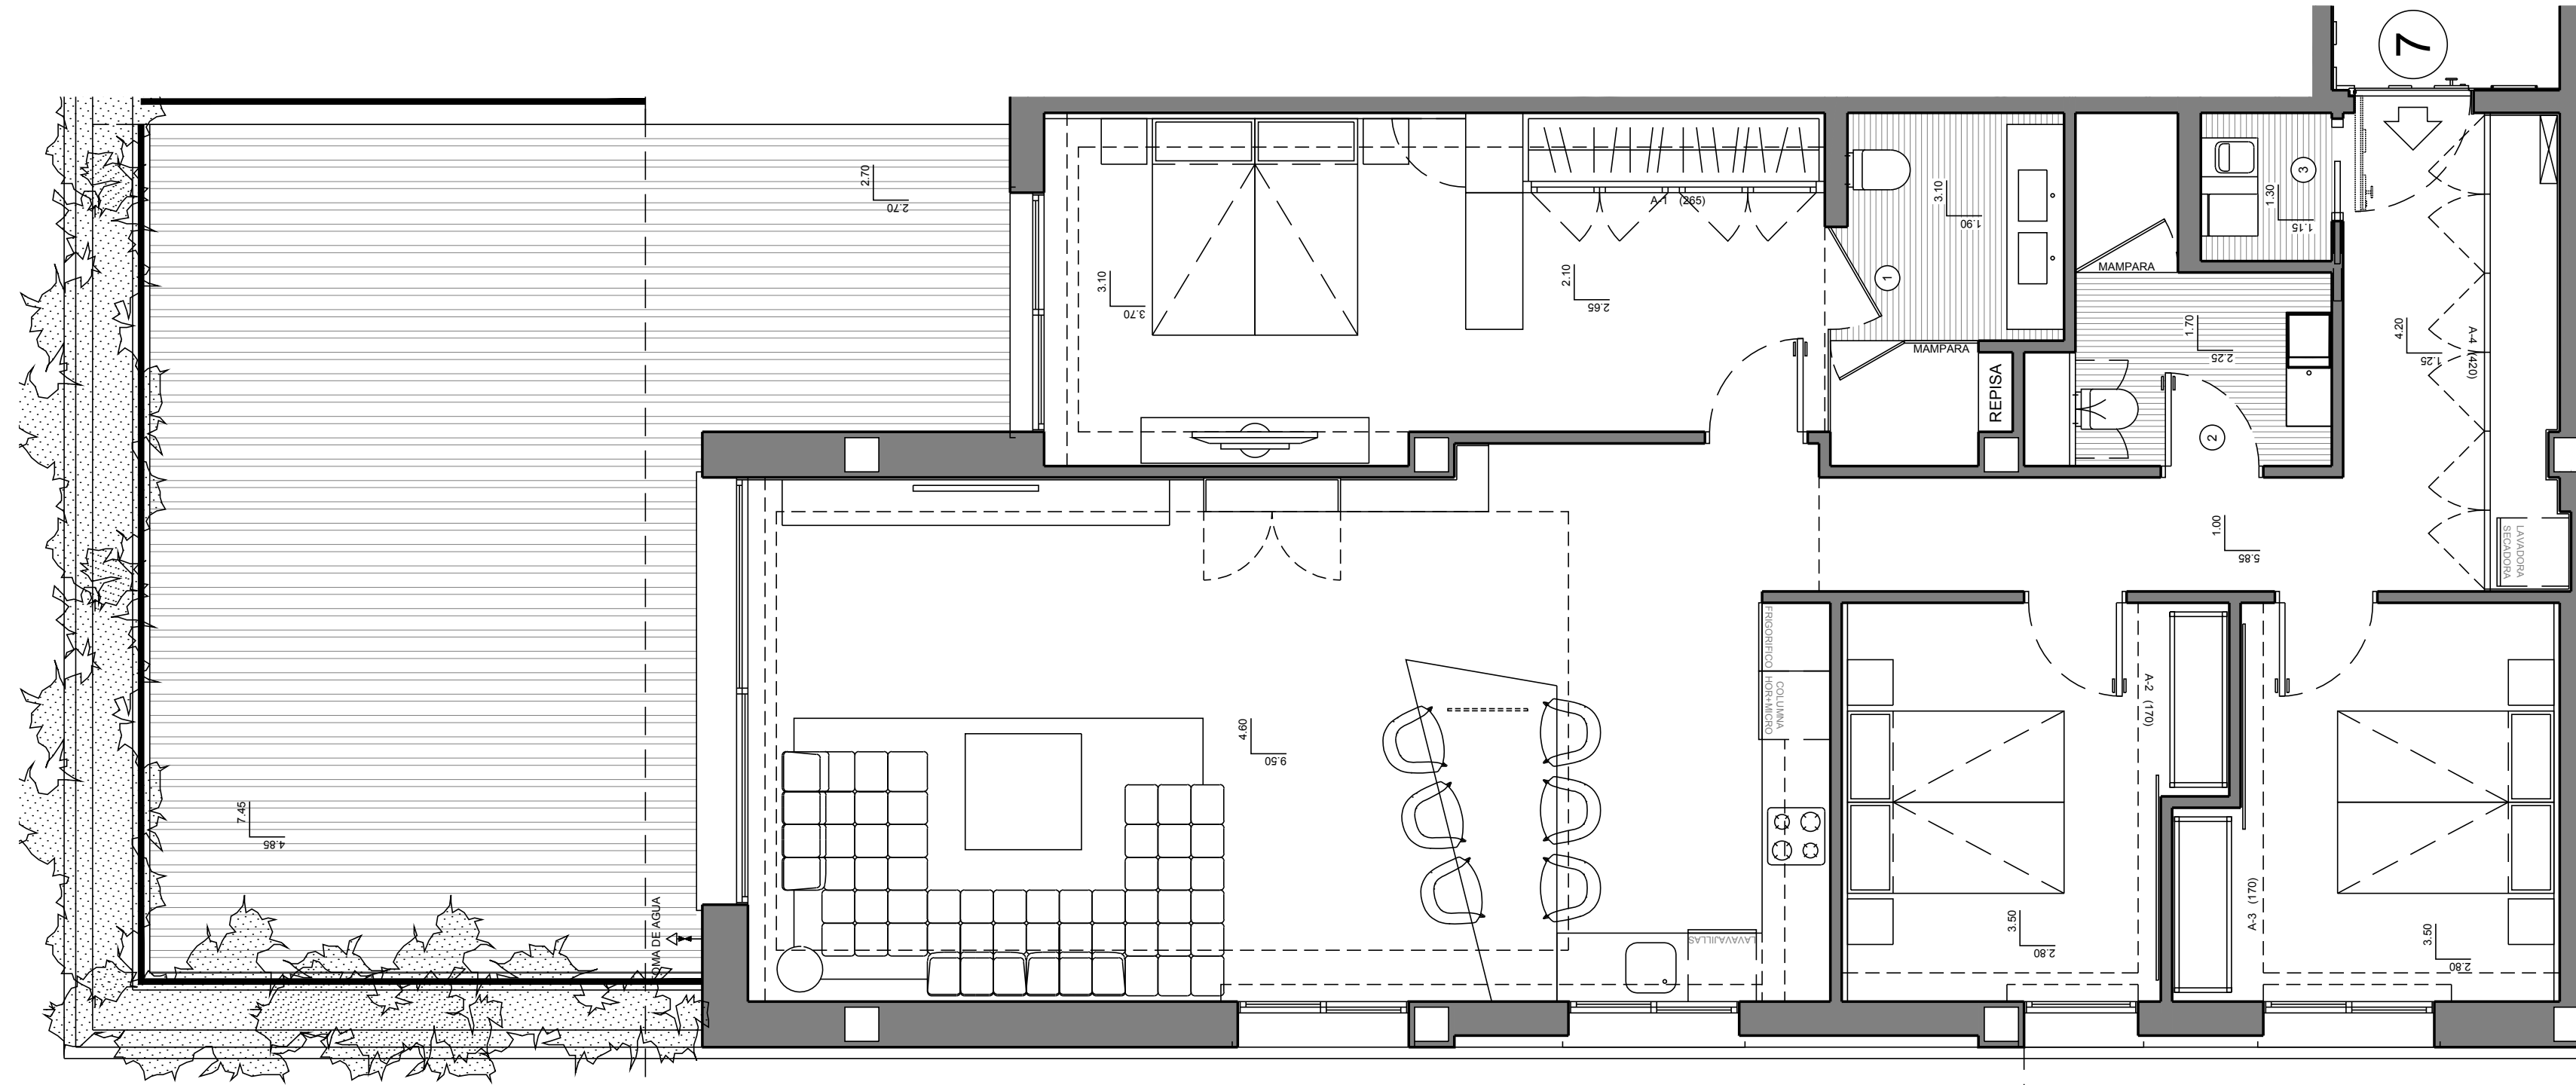 7
2.70
2.70
3.10
3.70
A-1 (265)
2.10
2.65
3.10
1.90
1
MAMPARA
REPISA
MAMPARA
1.30
1.15
3
1.70
2.25
2
4.20
1.25
A-4 (420)
1.00
5.85
LAVADORA
SECADORA
7.45
4.85
TOMA DE AGUA
4.60
9.50
FRIGORIFICO
COLUMNA
HOR+MICRO
LAVAVAJILLAS
A-2 (170)
3.50
2.80
A-3 (170)
3.50
2.80